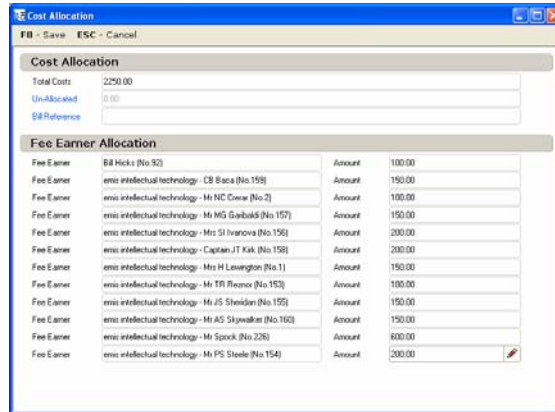 Cost Allocation
F8 - Save ESC - Cancel
Cost Allocation
Total Costs 2250.00
Un-Allocated 0.00
Bill Reference
Fee Earner Allocation
Fee Earner Bill Hicks (No.92) Amount 100.00
Fee Earner emis intellectual technology - CB Baca (No.159) Amount 150.00
Fee Earner emis intellectual technology - Mr NC Crerar (No.2) Amount 100.00
Fee Earner emis intellectual technology - Mr MG Garibaldi (No.157) Amount 150.00
Fee Earner emis intellectual technology - Mrs SI Ivanova (No.156) Amount 200.00
Fee Earner emis intellectual technology - Captain JT Kirk (No.158) Amount 200.00
Fee Earner emis intellectual technology - Mrs H Lewington (No.1) Amount 150.00
Fee Earner emis intellectual technology - Mr TR Reznor (No.153) Amount 100.00
Fee Earner emis intellectual technology - Mr JS Sheridan (No.155) Amount 150.00
Fee Earner emis intellectual technology - Mr AS Skywalker (No.160) Amount 150.00
Fee Earner emis intellectual technology - Mr Spock (No.226) Amount 600.00
Fee Earner emis intellectual technology - Mr PS Steele (No.154) Amount 200.00